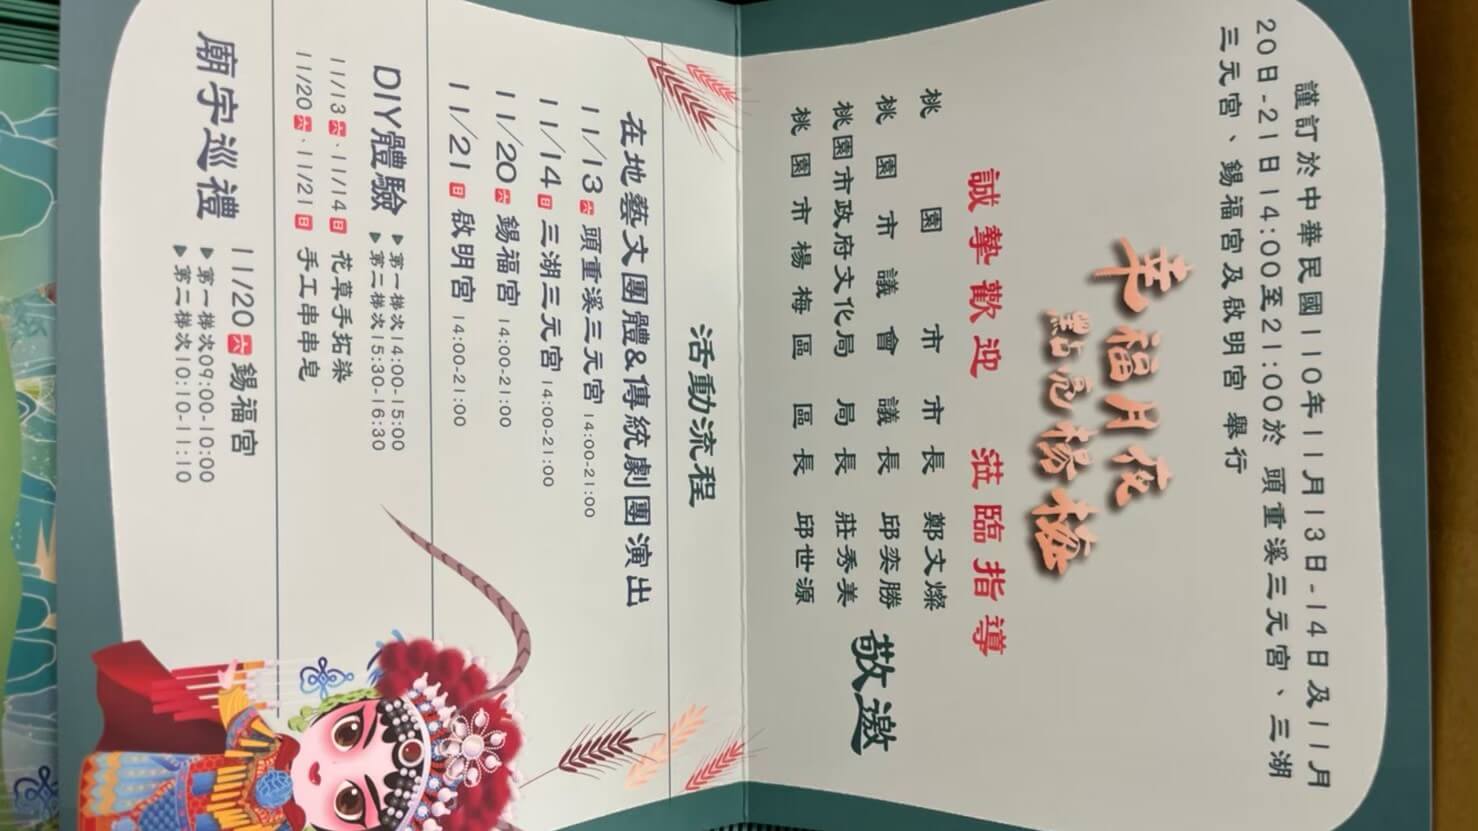 謹訂於中華民國110年11月13日-14日及11月
20日-21日14:00至21:00於 頭重溪三元宮、三湖
三元宮、錫福宮及啟明宮 舉行
幸福月夜
點亮楊梅
誠摯歡迎 蒞臨指導
桃園市市長 鄭文燦
桃園市議會議長 邱奕勝
桃園市政府文化局局長 莊秀美
桃園市楊梅區區長 邱世源
敬邀
活動流程
在地藝文團體&傳統劇團演出
11/13 六 頭重溪三元宮 14:00-21:00
11/14 日 三湖三元宮 14:00-21:00
11/20 六 錫福宮 14:00-21:00
11/21 日 啟明宮 14:00-21:00
DIY體驗
▶第一梯次14:00-15:00
▶第二梯次15:30-16:30
11/13 六、11/14 日 花草手拓染
11/20 六、11/21 日 手工串串皂
廟宇巡禮
11/20 六 錫福宮
▶第一梯次09:00-10:00
▶第二梯次10:10-11:10